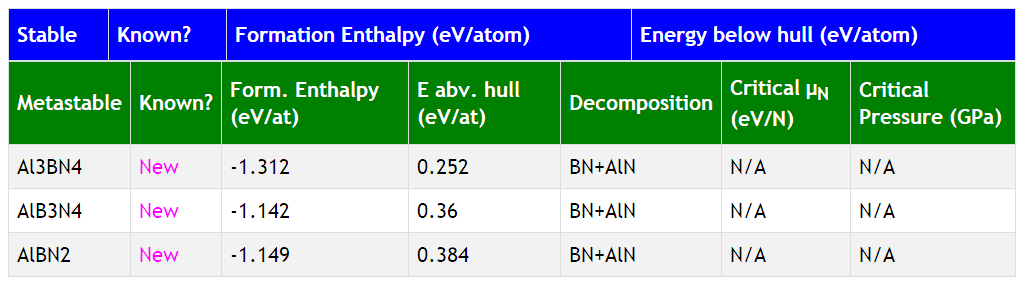 Stable Known? Formation Enthalpy (eV/atom) Energy below hull (eV/atom)
Metastable Known? Form. Enthalpy (eV/at) E abv. hull (eV/at) Decomposition Critical μN (eV/N) Critical Pressure (GPa)
Al3BN4 New -1.312 0.252 BN+AlN N/A N/A
AlB3N4 New -1.142 0.36 BN+AlN N/A N/A
AlBN2 New -1.149 0.384 BN+AlN N/A N/A